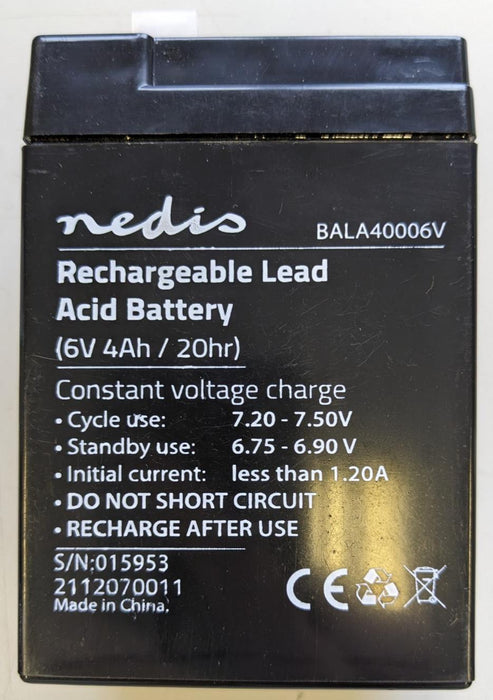 nedis
BALA40006V
Rechargeable Lead
Acid Battery
(6V 4Ah / 20hr)
Constant voltage charge
• Cycle use: 7.20 - 7.50V
• Standby use: 6.75 - 6.90 V
• Initial current: less than 1.20A
• DO NOT SHORT CIRCUIT
• RECHARGE AFTER USE
S/N:015953
2112070011
Made in China.
CE